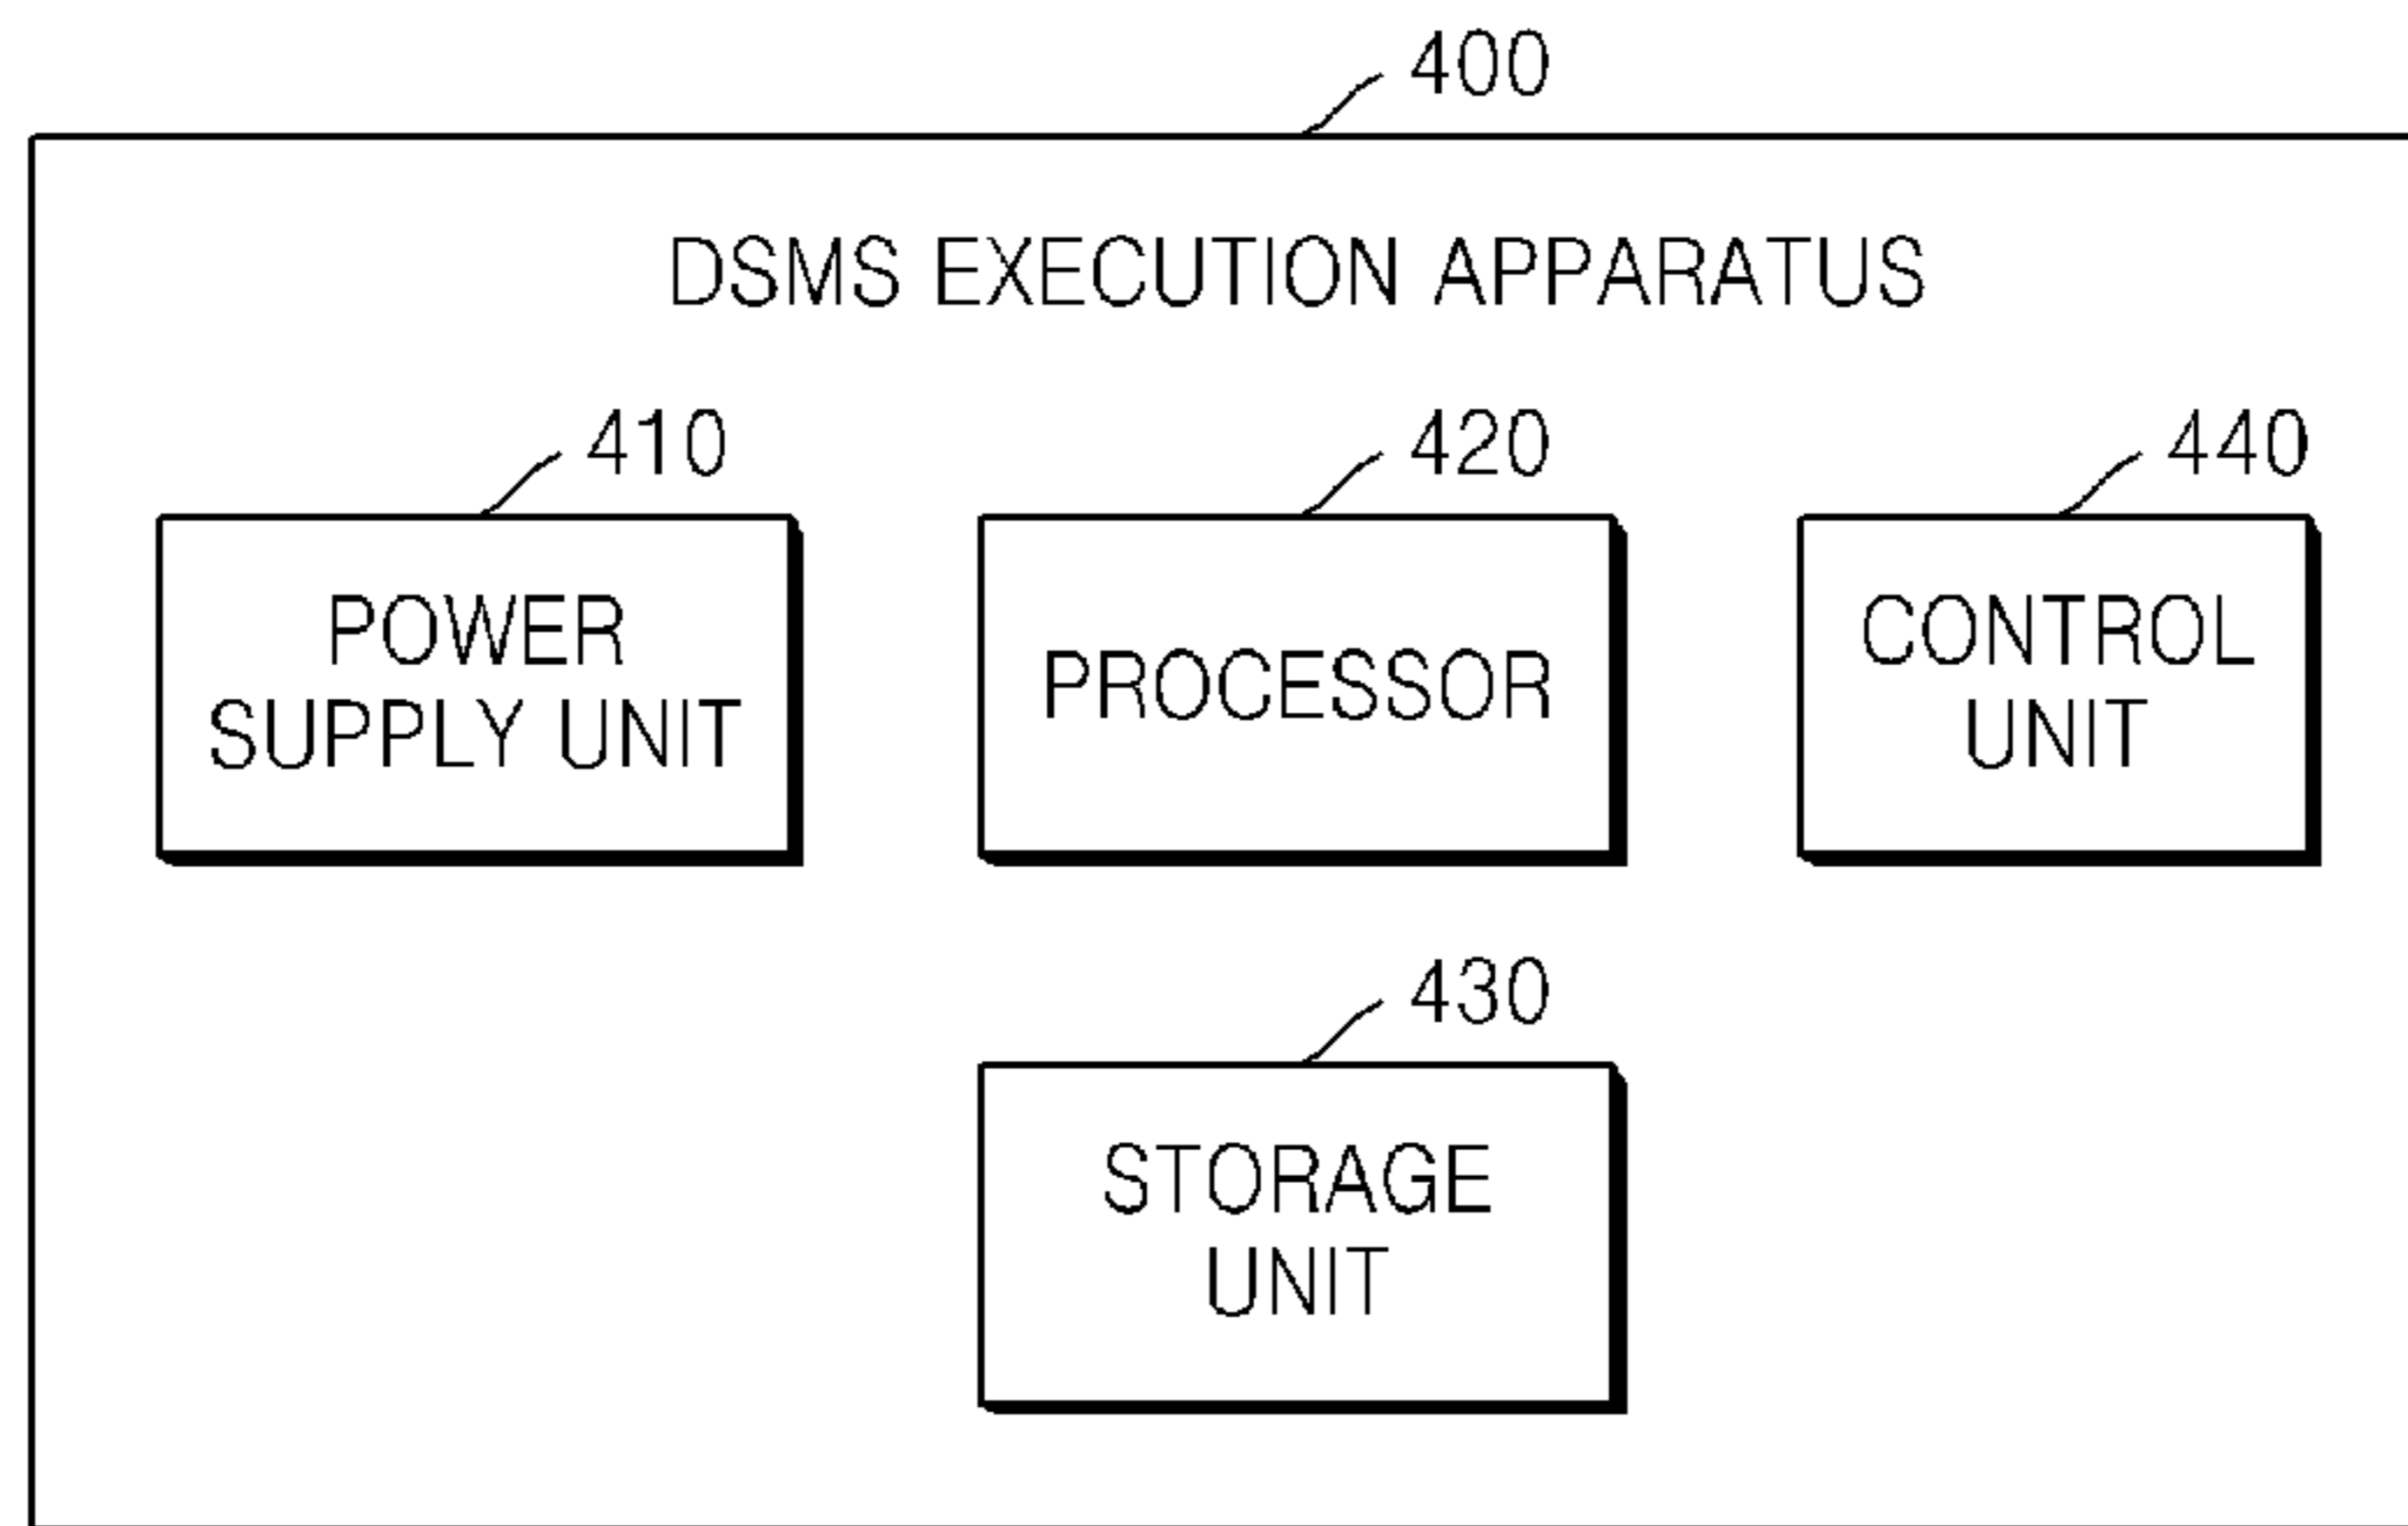 400
DSMS EXECUTION APPARATUS
410
420
440
POWER
SUPPLY UNIT
PROCESSOR
CONTROL
UNIT
430
STORAGE
UNIT